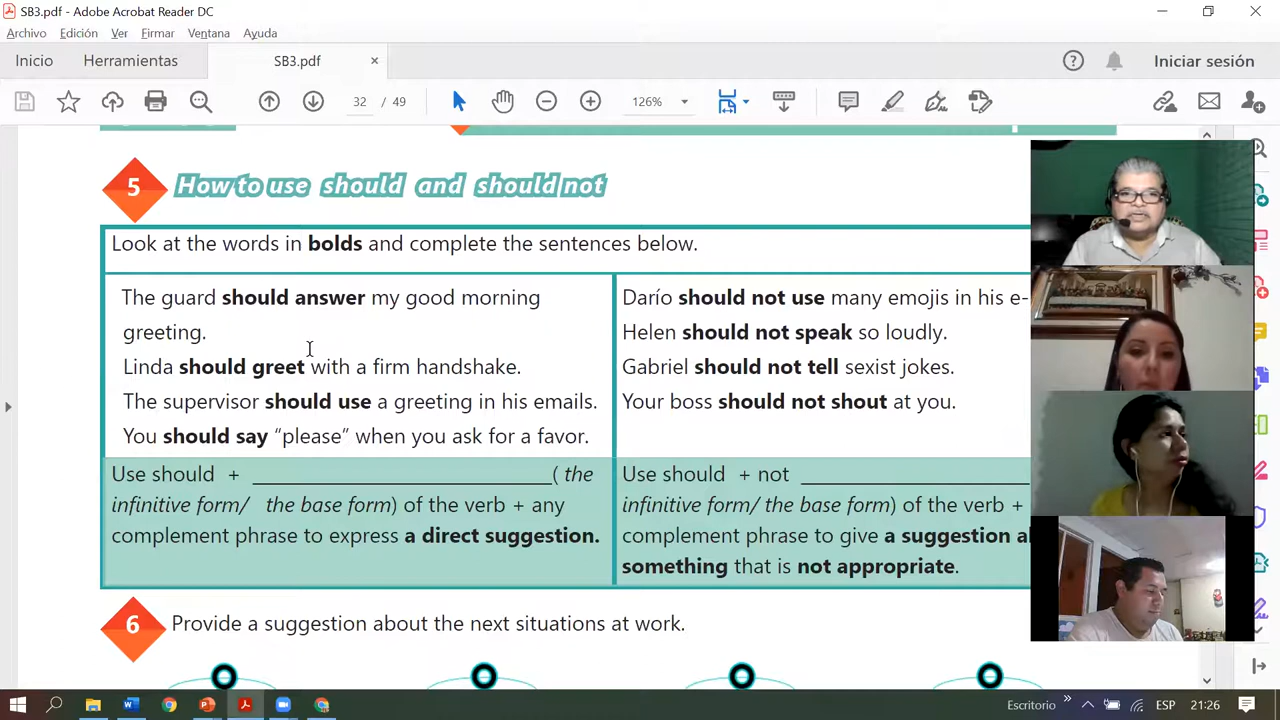 SB3.pdf - Adobe Acrobat Reader DC
Archivo Edición Ver Firmar Ventana Ayuda
Inicio Herramientas SB3.pdf × Iniciar sesión
32 / 49 126%
5 How to use should and should not
Look at the words in bolds and complete the sentences below.
The guard should answer my good morning
greeting.
Linda should greet with a firm handshake.
The supervisor should use a greeting in his emails.
You should say “please” when you ask for a favor.
Darío should not use many emojis in his e-
Helen should not speak so loudly.
Gabriel should not tell sexist jokes.
Your boss should not shout at you.
Use should + ______________________________( the
infinitive form/ the base form) of the verb + any
complement phrase to express a direct suggestion.
Use should + not _______________________
infinitive form/ the base form) of the verb +
complement phrase to give a suggestion a
something that is not appropriate.
6 Provide a suggestion about the next situations at work.
Escritorio » ESP 21:26